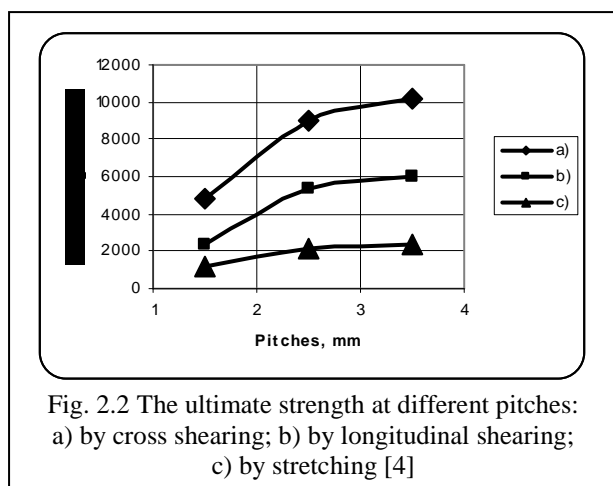 12000
10000
8000
6000
4000
2000
0
1
2
3
4
Pitches, mm
a)
b)
c)
Fig. 2.2 The ultimate strength at different pitches:
a) by cross shearing; b) by longitudinal shearing;
c) by stretching [4]